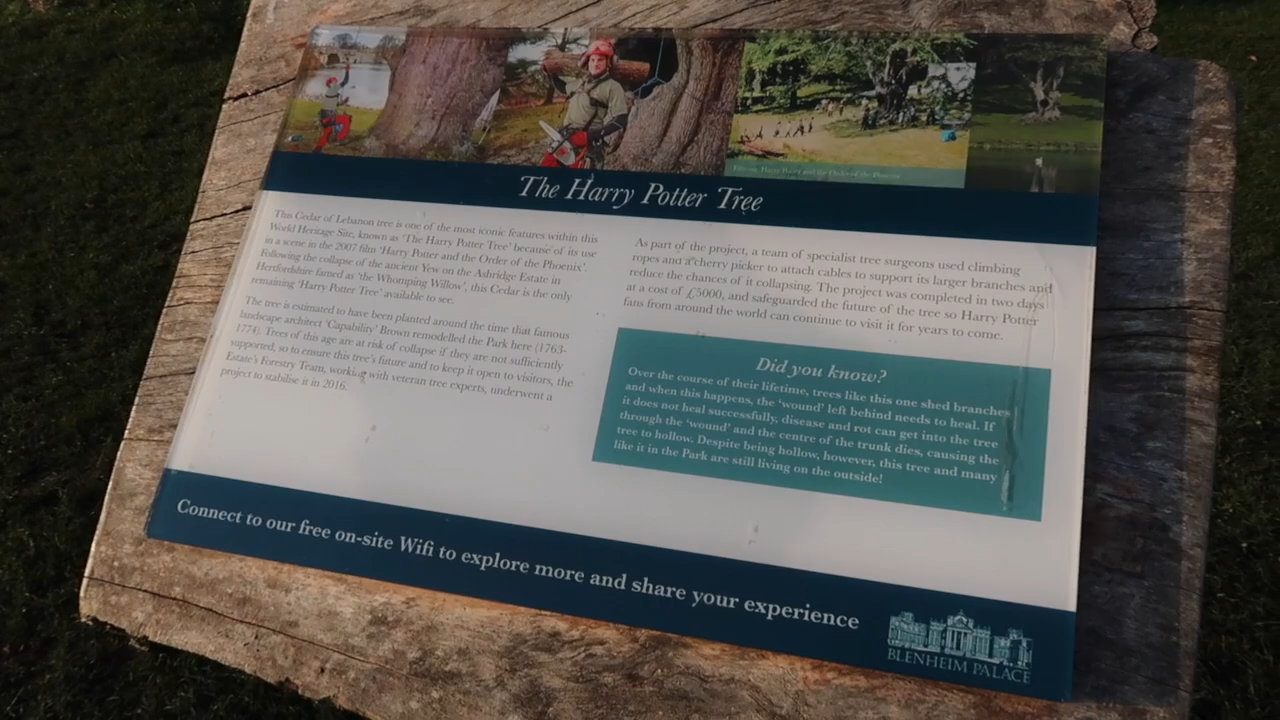 Filming Harry Potter and the Order of the Phoenix
The Harry Potter Tree
This Cedar of Lebanon tree is one of the most iconic features within this
World Heritage Site, known as 'The Harry Potter Tree' because of its use
in a scene in the 2007 film 'Harry Potter and the Order of the Phoenix'.
Following the collapse of the ancient Yew on the Ashridge Estate in
Hertfordshire famed as 'the Whomping Willow', this Cedar is the only
remaining 'Harry Potter Tree' available to see.
The tree is estimated to have been planted around the time that famous
landscape architect 'Capability' Brown remodelled the Park here (1763-
1774). Trees of this age are at risk of collapse if they are not sufficiently
supported, so to ensure this tree's future and to keep it open to visitors, the
Estate's Forestry Team, working with veteran tree experts, underwent a
project to stabilise it in 2016.
As part of the project, a team of specialist tree surgeons used climbing
ropes and a cherry picker to attach cables to support its larger branches and
reduce the chances of it collapsing. The project was completed in two days
at a cost of £5000, and safeguarded the future of the tree so Harry Potter
fans from around the world can continue to visit it for years to come.
Did you know?
Over the course of their lifetime, trees like this one shed branches
and when this happens, the 'wound' left behind needs to heal. If
it does not heal successfully, disease and rot can get into the tree
through the 'wound' and the centre of the trunk dies, causing the
tree to hollow. Despite being hollow, however, this tree and many
like it in the Park are still living on the outside!
Connect to our free on-site Wifi to explore more and share your experience
BLENHEIM PALACE